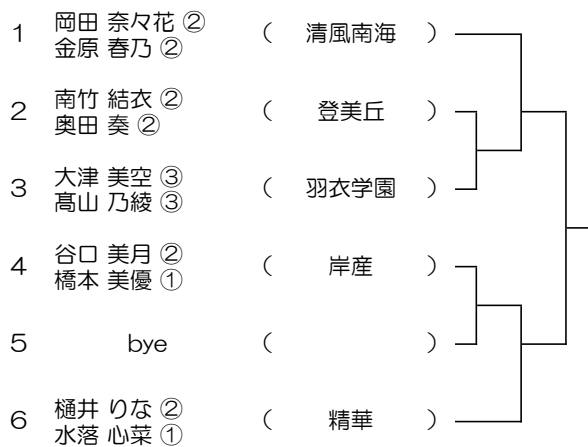 1 岡田 奈々花 ② ( 清風南海 )
金原 春乃 ②
2 南竹 結衣 ② ( 登美丘 )
奥田 奏 ②
3 大津 美空 ③ ( 羽衣学園 )
髙山 乃綾 ③
4 谷口 美月 ② ( 岸産 )
橋本 美優 ①
5 bye ( )
6 樋井 りな ② ( 精華 )
水落 心菜 ①